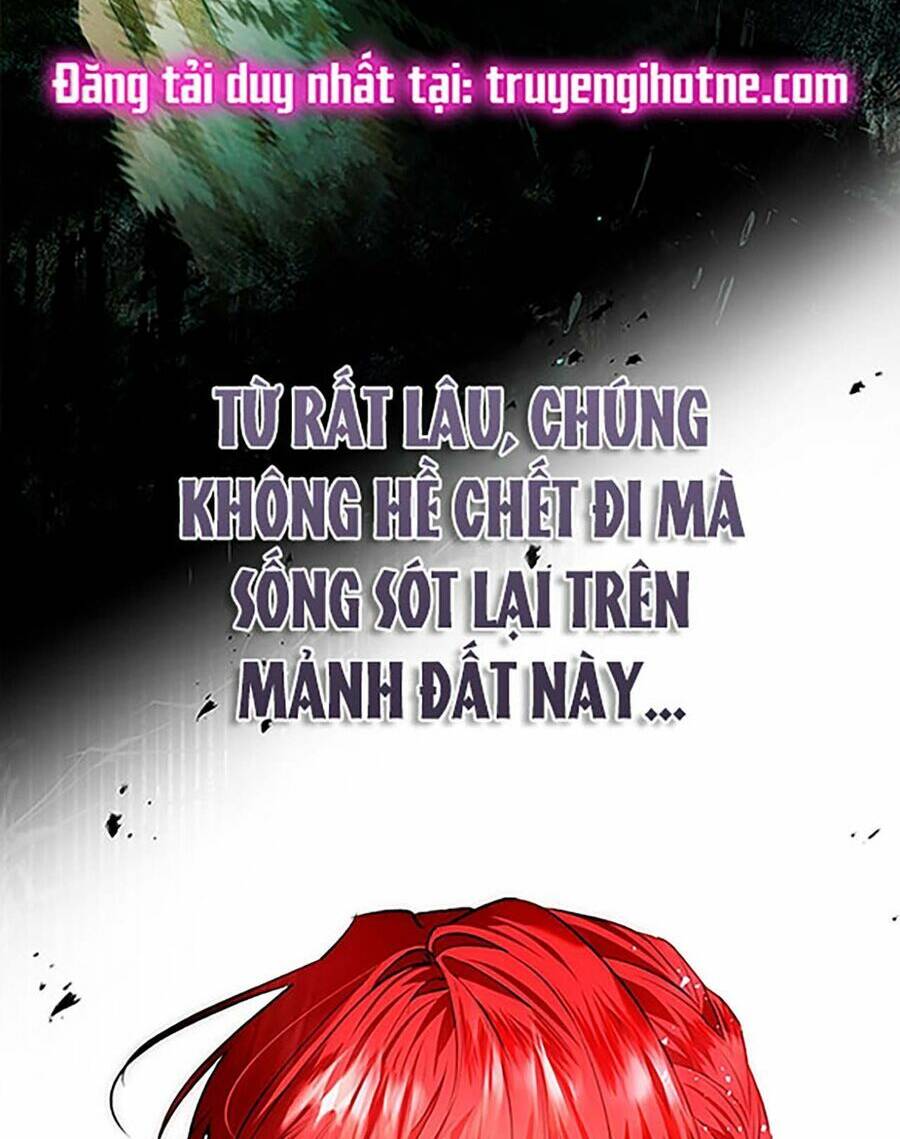 Đăng tải duy nhất tại: truyengihotne.com
TỪ RẤT LÂU, CHÚNG
KHÔNG HỀ CHẾT ĐI MÀ
SỐNG SÓT LẠI TRÊN
MẢNH ĐẤT NÀY...